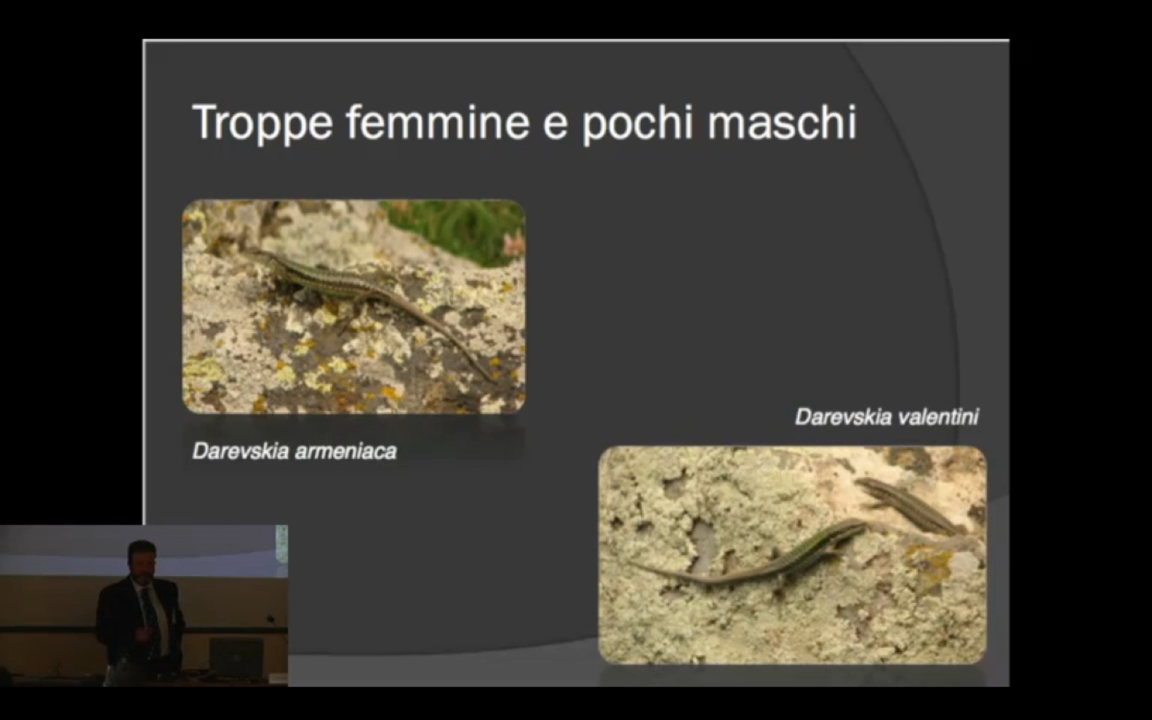 Troppe femmine e pochi maschi
Darevskia armeniaca
Darevskia valentini